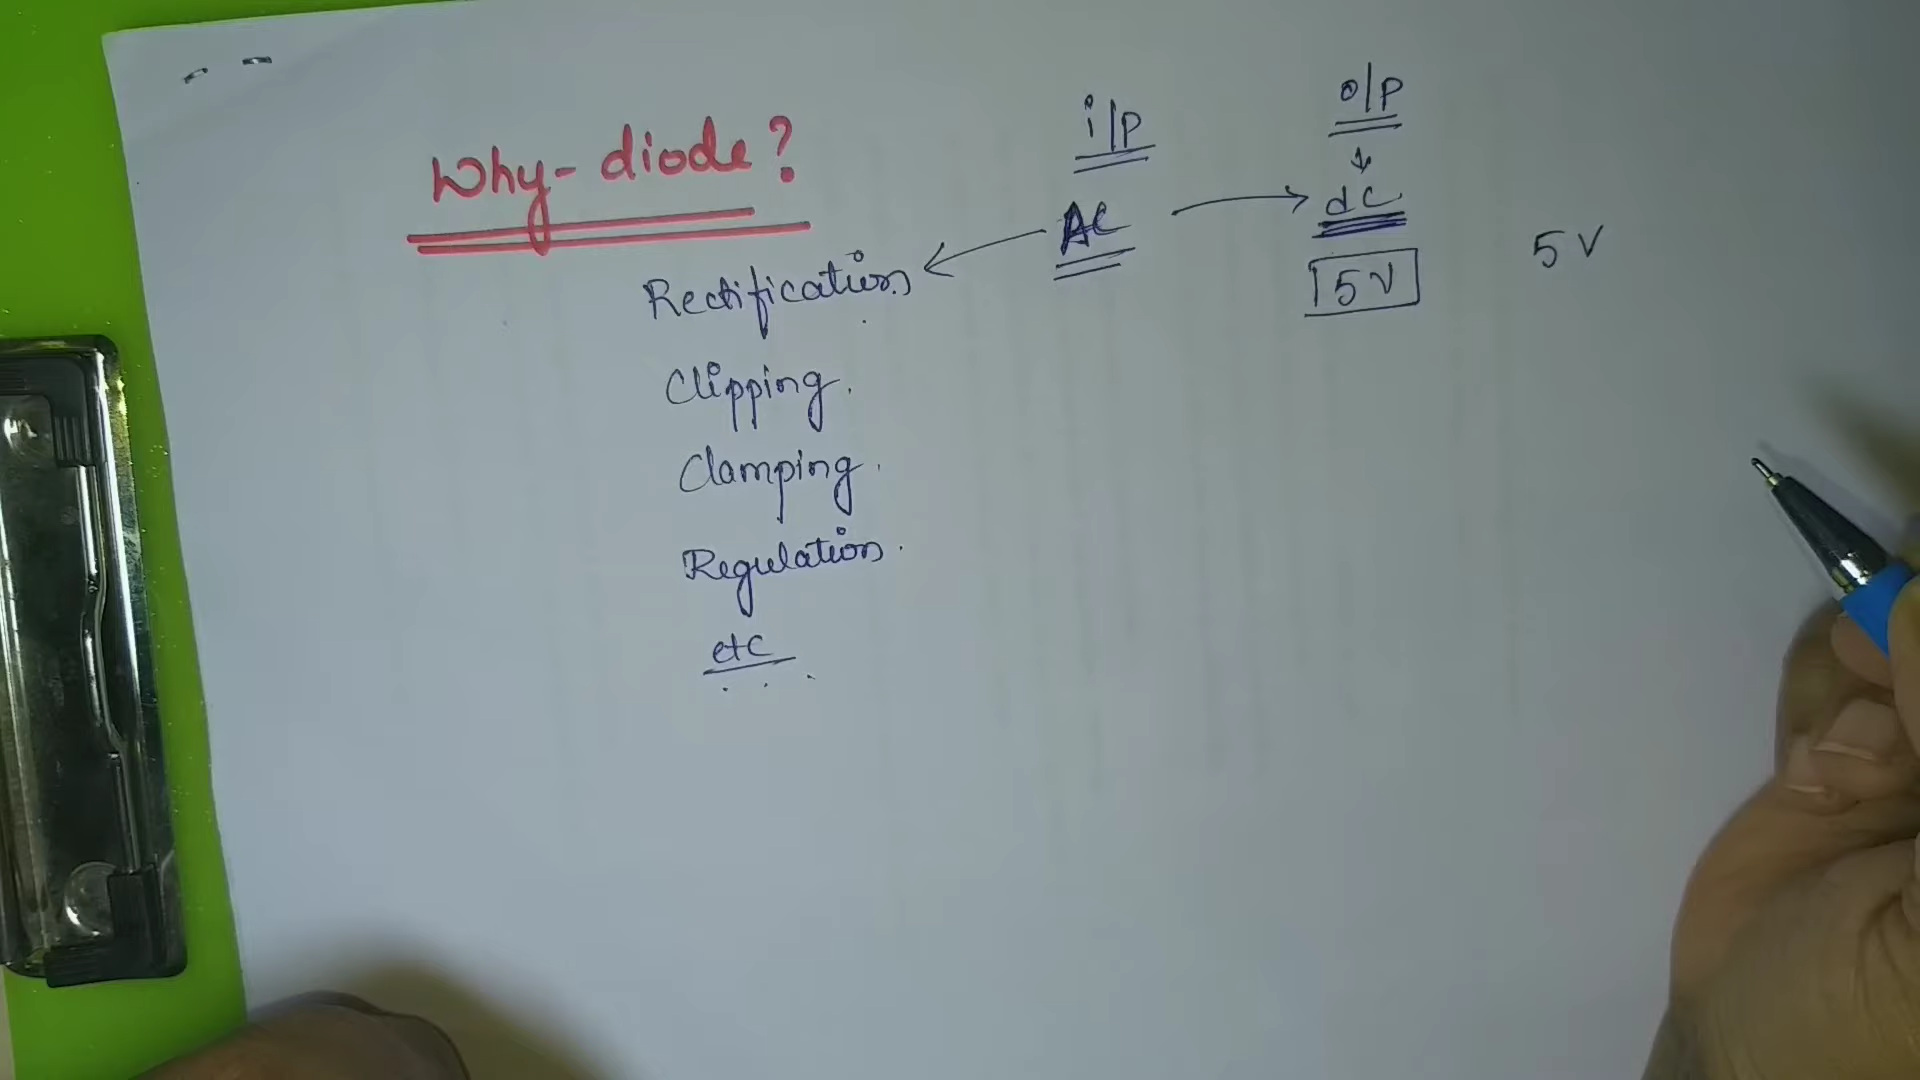 Why- diode?
i/p
o/p
AC
dC
5V
5V
Rectification.
Clipping.
Clamping.
Regulation.
etc
...